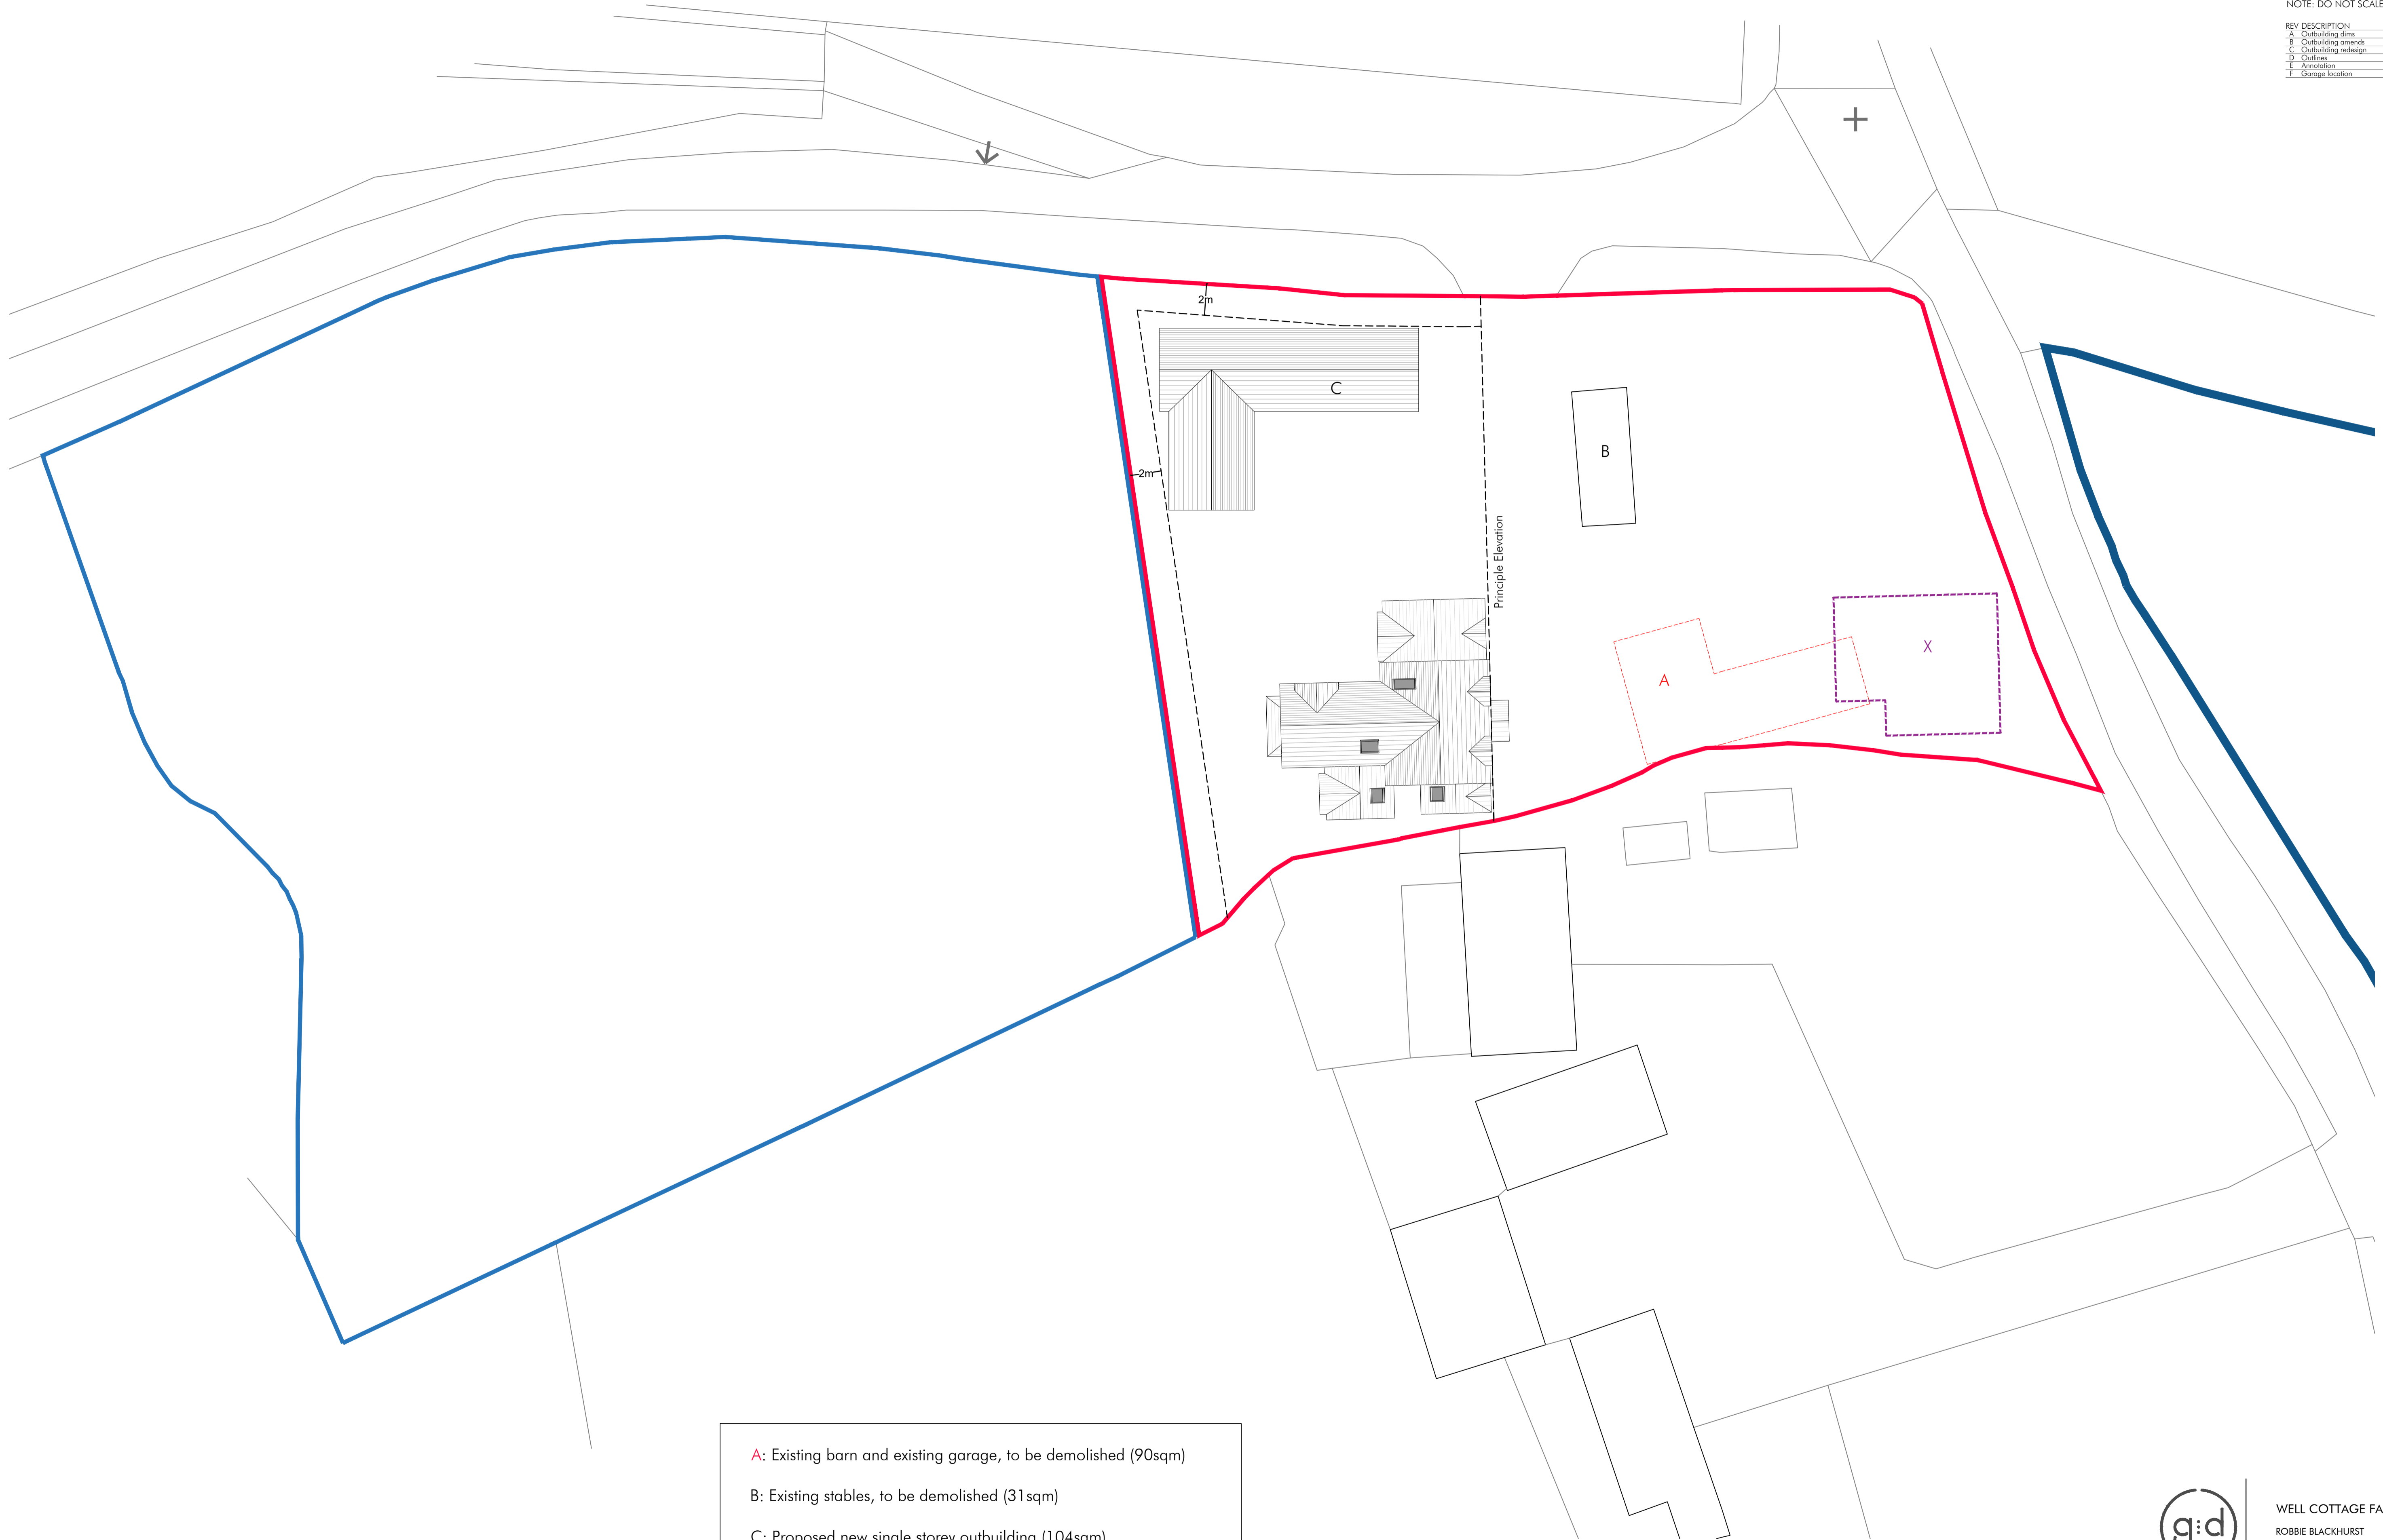 NOTE: DO NOT SCALE
REV DESCRIPTION
A Outbuilding dims
B Outbuilding amends
C Outbuilding redesign
D Outlines
E Annotation
F Garage location
2m
C
B
2m
Principle Elevation
X
A
A: Existing barn and existing garage, to be demolished (90sqm)
B: Existing stables, to be demolished (31sqm)
C: Proposed new single storey outbuilding (104sqm)
g:d
WELL COTTAGE FA
ROBBIE BLACKHURST